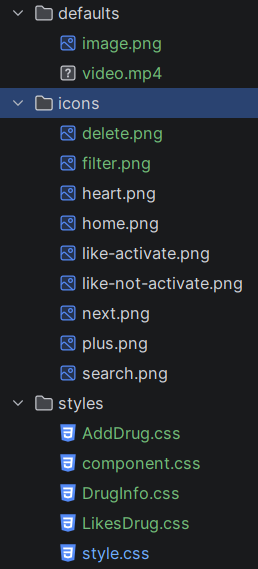 defaults
image.png
video.mp4
icons
delete.png
filter.png
heart.png
home.png
like-activate.png
like-not-activate.png
next.png
plus.png
search.png
styles
AddDrug.css
component.css
DrugInfo.css
LikesDrug.css
style.css